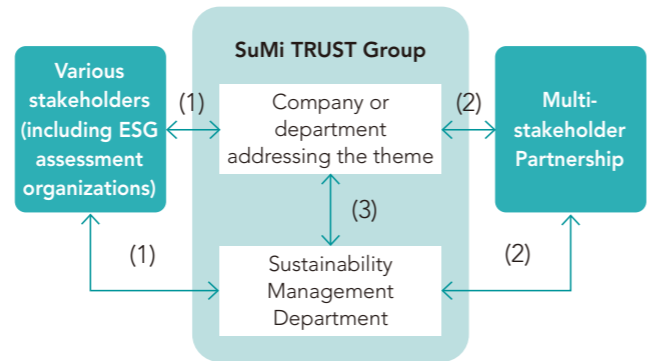 SuMi TRUST Group
Various
stakeholders
(including ESG
assessment
organizations)
(1)
Company or
department
addressing the theme
(2)
Multi-
stakeholder
Partnership
(3)
(1)
Sustainability
Management
Department
(2)